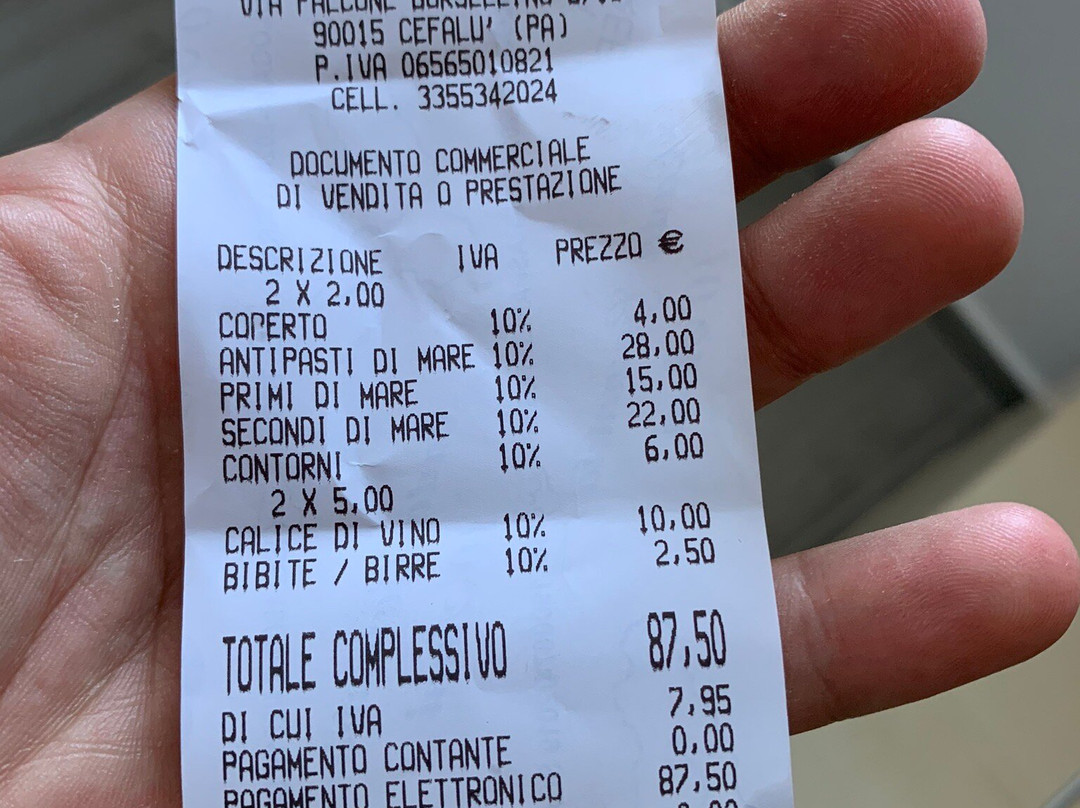 VIA FALCONE BORSELLINO
90015 CEFALU' (PA)
P.IVA 06565010821
CELL. 3355342024
DOCUMENTO COMMERCIALE
DI VENDITA O PRESTAZIONE
DESCRIZIONE IVA PREZZO €
2 X 2,00
COPERTO 10% 4,00
ANTIPASTI DI MARE 10% 28,00
PRIMI DI MARE 10% 15,00
SECONDI DI MARE 10% 22,00
CONTORNI 10% 6,00
2 X 5,00
CALICE DI VINO 10% 10,00
BIBITE / BIRRE 10% 2,50
TOTALE COMPLESSIVO 87,50
DI CUI IVA 7,95
PAGAMENTO CONTANTE 0,00
PAGAMENTO ELETTRONICO 87,50